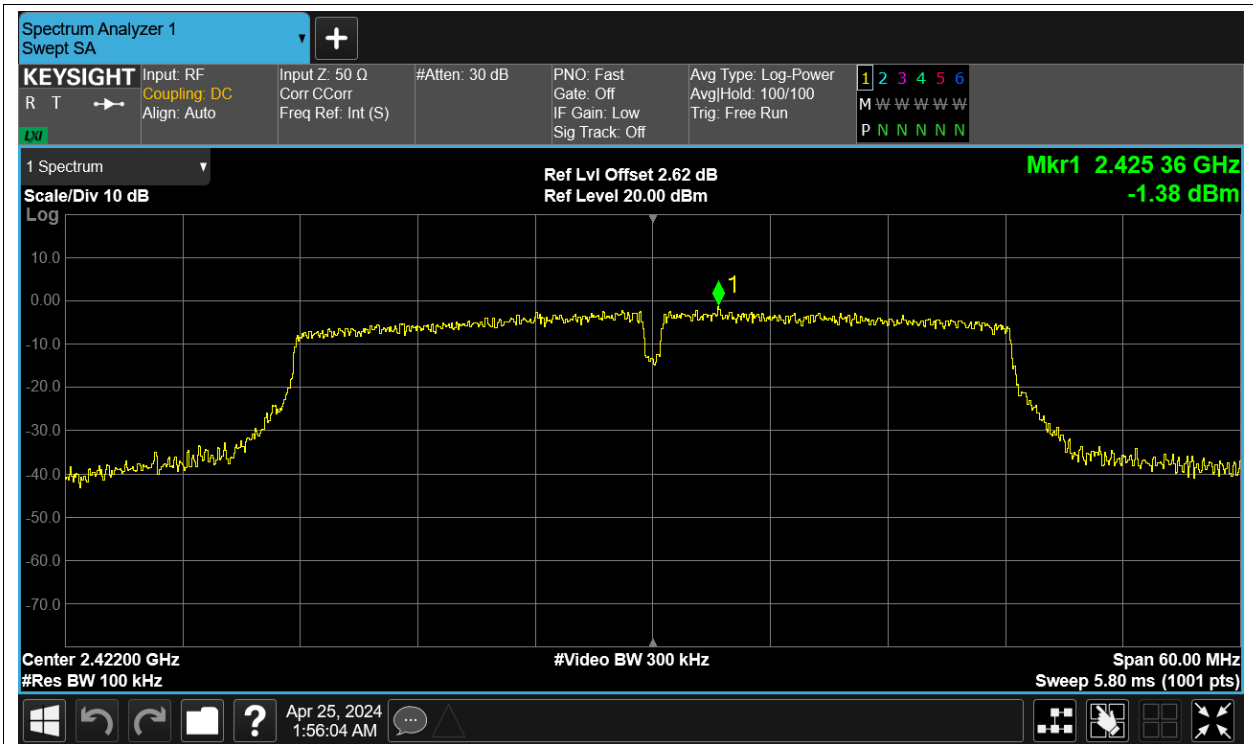 Spectrum Analyzer 1
Swept SA
KEYSIGHT
R T
LXI
Input: RF
Coupling: DC
Align: Auto
Input Z: 50 Ω
Corr CCorr
Freq Ref: Int (S)
#Atten: 30 dB
PNO: Fast
Gate: Off
IF Gain: Low
Sig Track: Off
Avg Type: Log-Power
Avg|Hold: 100/100
Trig: Free Run
1 2 3 4 5 6
M W W W W W
P N N N N N
1 Spectrum
Scale/Div 10 dB
Log
Ref Lvl Offset 2.62 dB
Ref Level 20.00 dBm
Mkr1 2.425 36 GHz
-1.38 dBm
10.0
0.00
-10.0
-20.0
-30.0
-40.0
-50.0
-60.0
-70.0
1
Center 2.42200 GHz
#Res BW 100 kHz
#Video BW 300 kHz
Span 60.00 MHz
Sweep 5.80 ms (1001 pts)
?
Apr 25, 2024
1:56:04 AM